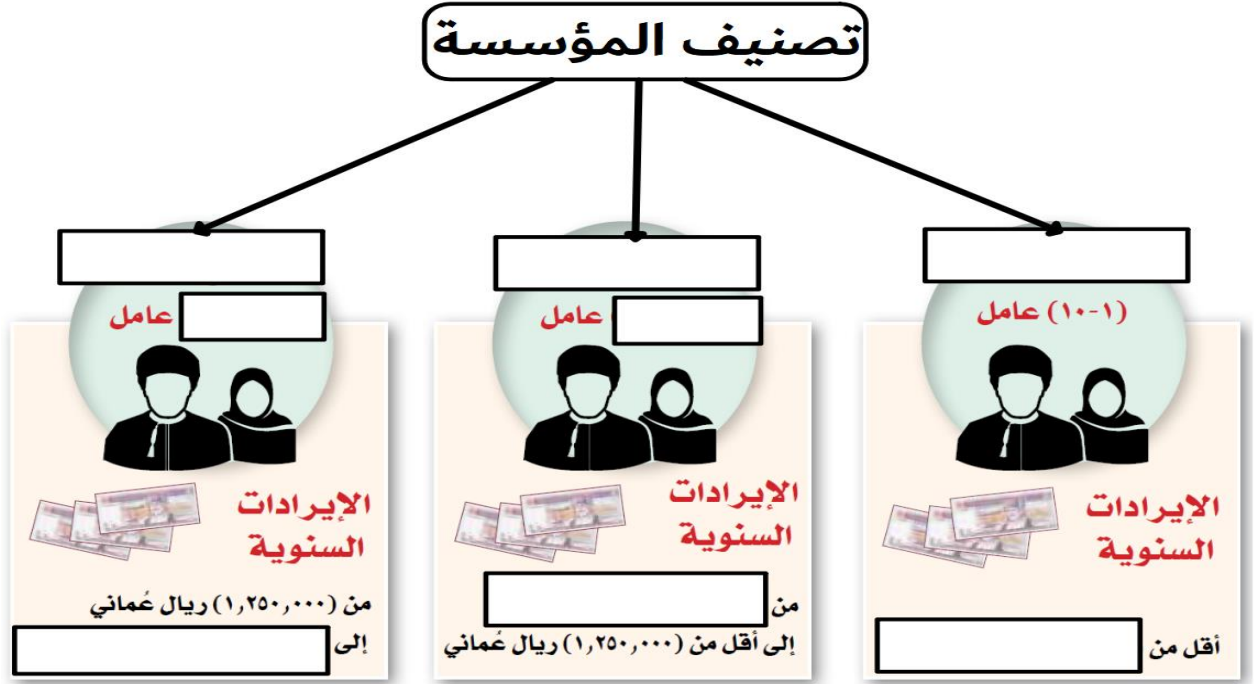 تصنيف المؤسسة
(١-١٠) عامل
الإيرادات
السنوية
أقل من
عامل
الإيرادات
السنوية
من
إلى أقل من (١,٢٥٠,٠٠٠) ريال عُماني
عامل
الإيرادات
السنوية
من (١,٢٥٠,٠٠٠) ريال عُماني
إلى